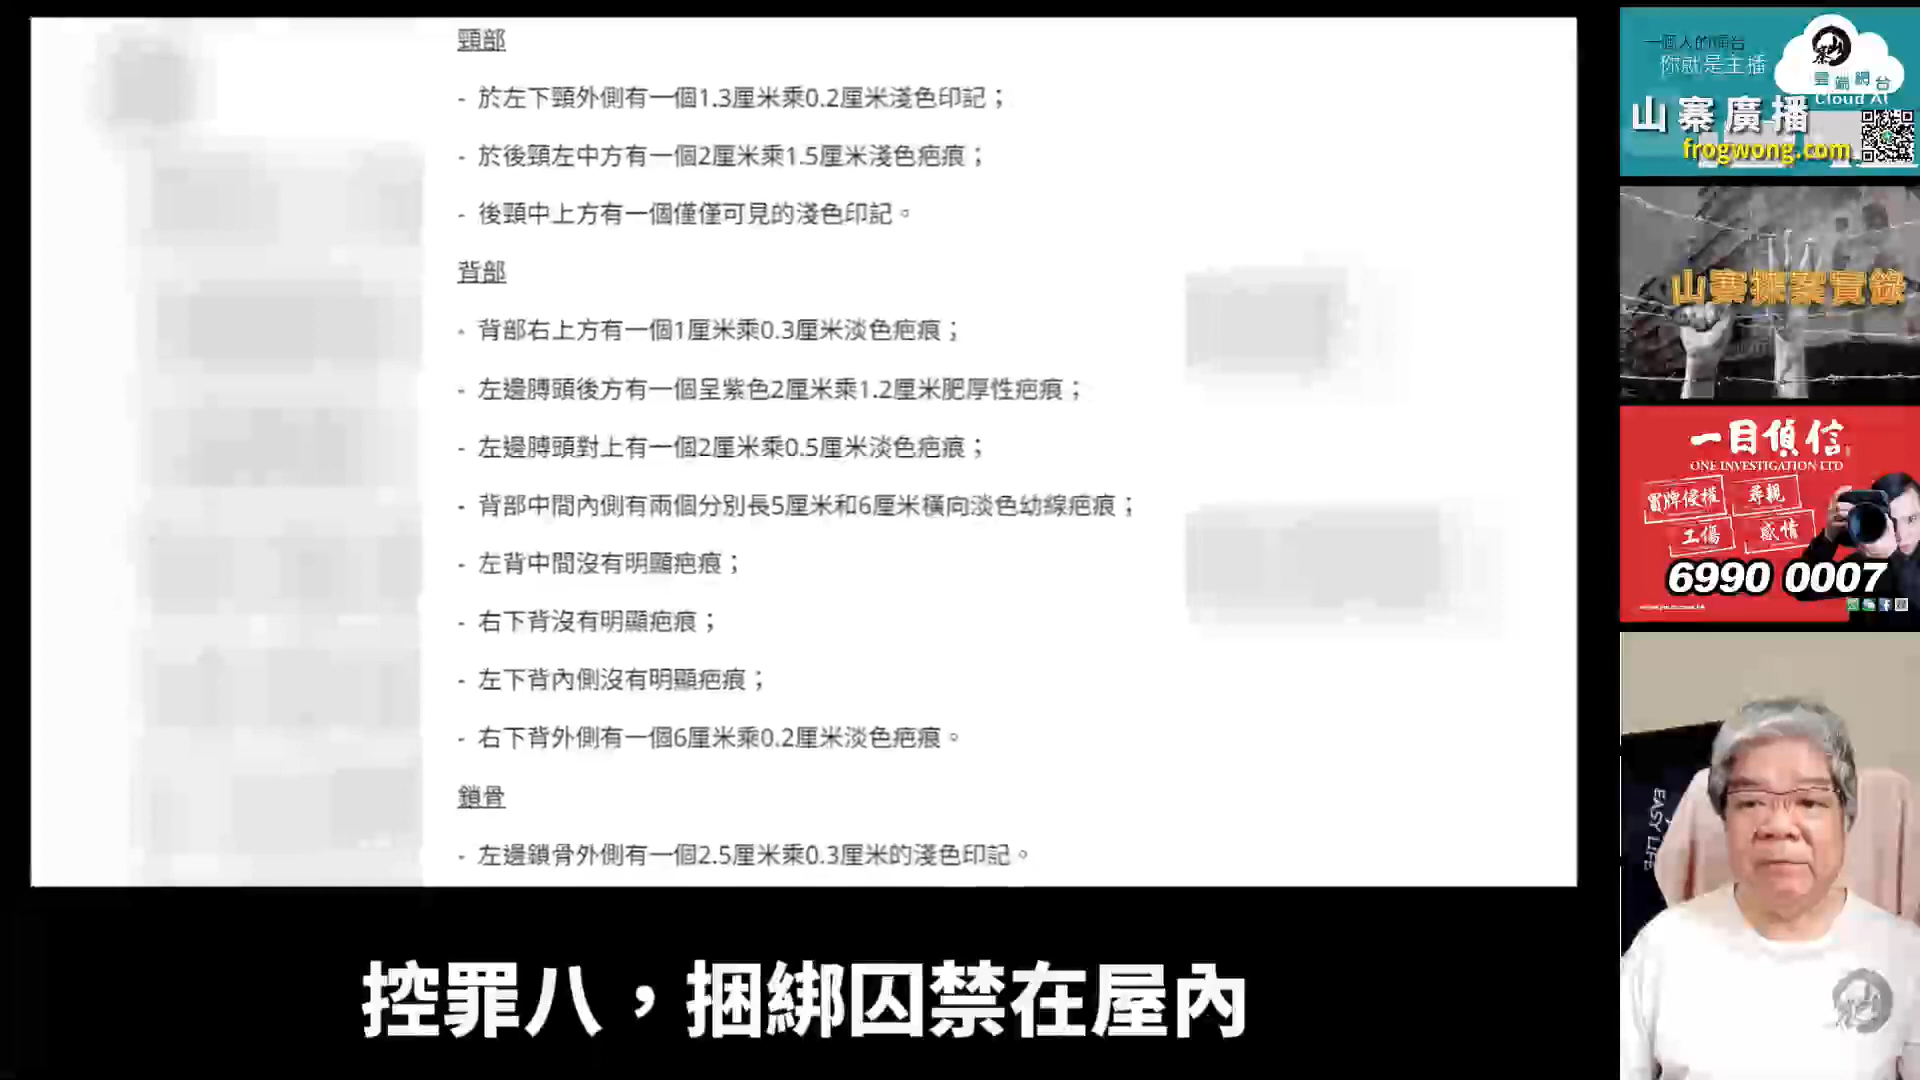 頸部
- 於左下頸外側有一個1.3厘米乘0.2厘米淺色印記；
- 於後頸左中方有一個2厘米乘1.5厘米淺色疤痕；
- 後頸中上方有一個僅僅可見的淺色印記。
背部
- 背部右上方有一個1厘米乘0.3厘米淡色疤痕；
- 左邊膊頭後方有一個呈紫色2厘米乘1.2厘米肥厚性疤痕；
- 左邊膊頭對上有一個2厘米乘0.5厘米淡色疤痕；
- 背部中間內側有兩個分別長5厘米和6厘米橫向淡色幼線疤痕；
- 左背中間沒有明顯疤痕；
- 右下背沒有明顯疤痕；
- 左下背內側沒有明顯疤痕；
- 右下背外側有一個6厘米乘0.2厘米淡色疤痕。
鎖骨
- 左邊鎖骨外側有一個2.5厘米乘0.3厘米的淺色印記。
控罪八，捆綁囚禁在屋內
一個人的電台
你就是主播
雲端網台
Cloud AI
山寨廣播
frogwong.com
山寨探案實錄
一目偵信
ONE INVESTIGATION LTD
冒牌侵權 尋親
工傷 感情
6990 0007
EASY LIFE